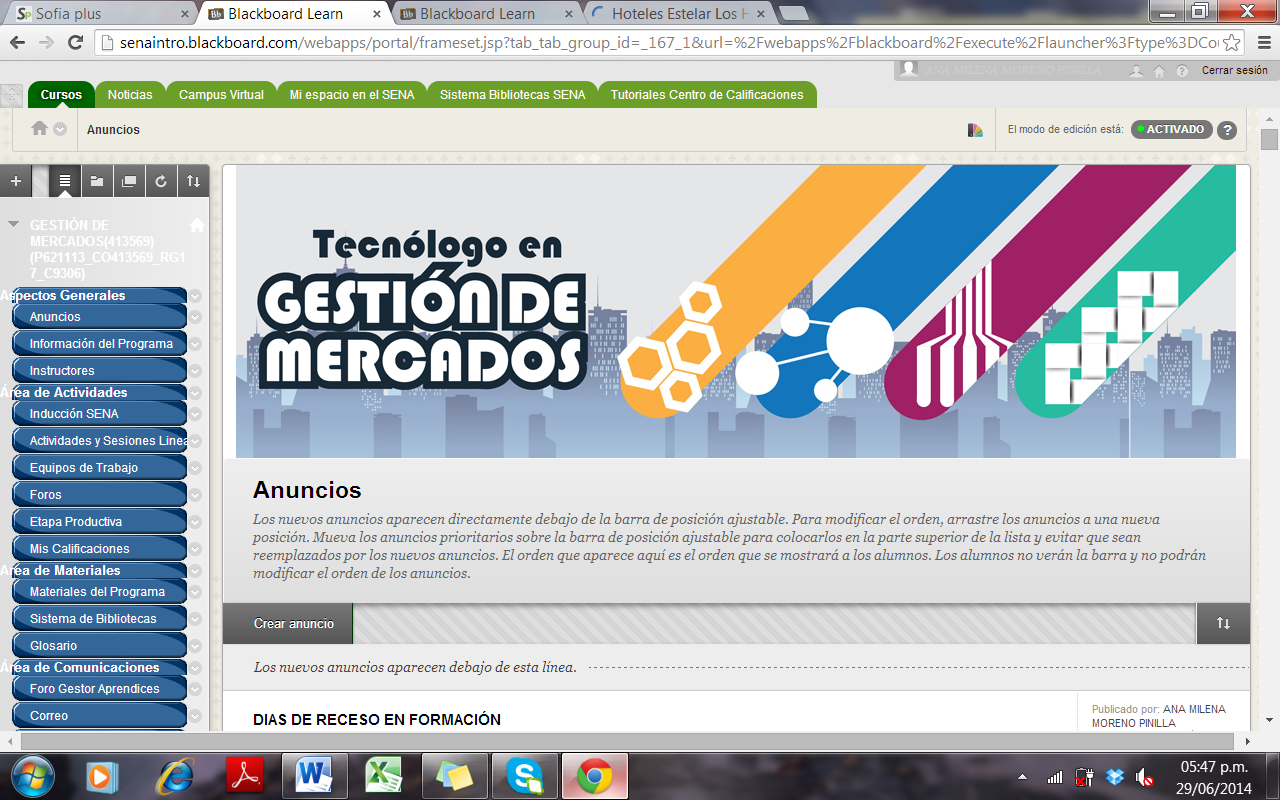 Sofia plus
Blackboard Learn
Blackboard Learn
Hoteles Estelar Los H
senaintro.blackboard.com/webapps/portal/frameset.jsp?tab_tab_group_id=_167_1&url=%2Fwebapps%2Fblackboard%2Fexecute%2Flauncher%3Ftype%3DCou
ANA MILENA MORENO PINILLA
Cerrar sesión
Cursos
Noticias
Campus Virtual
Mi espacio en el SENA
Sistema Bibliotecas SENA
Tutoriales Centro de Calificaciones
Anuncios
El modo de edición está:
ACTIVADO
?
GESTIÓN DE
MERCADOS(413569)
(P621113_CO413569_RG1
7_C9306)
Aspectos Generales
Anuncios
Información del Programa
Instructores
Área de Actividades
Inducción SENA
Actividades y Sesiones Linea
Equipos de Trabajo
Foros
Etapa Productiva
Mis Calificaciones
Área de Materiales
Materiales del Programa
Sistema de Bibliotecas
Glosario
Área de Comunicaciones
Foro Gestor Aprendices
Correo
Tecnólogo en
GESTIÓN DE
MERCADOS
Anuncios
Los nuevos anuncios aparecen directamente debajo de la barra de posición ajustable. Para modificar el orden, arrastre los anuncios a una nueva
posición. Mueva los anuncios prioritarios sobre la barra de posición ajustable para colocarlos en la parte superior de la lista y evitar que sean
reemplazados por los nuevos anuncios. El orden que aparece aquí es el orden que se mostrará a los alumnos. Los alumnos no verán la barra y no podrán
modificar el orden de los anuncios.
Crear anuncio
Los nuevos anuncios aparecen debajo de esta línea.
DIAS DE RECESO EN FORMACIÓN
Publicado por: ANA MILENA
MORENO PINILLA
05:47 p.m.
29/06/2014